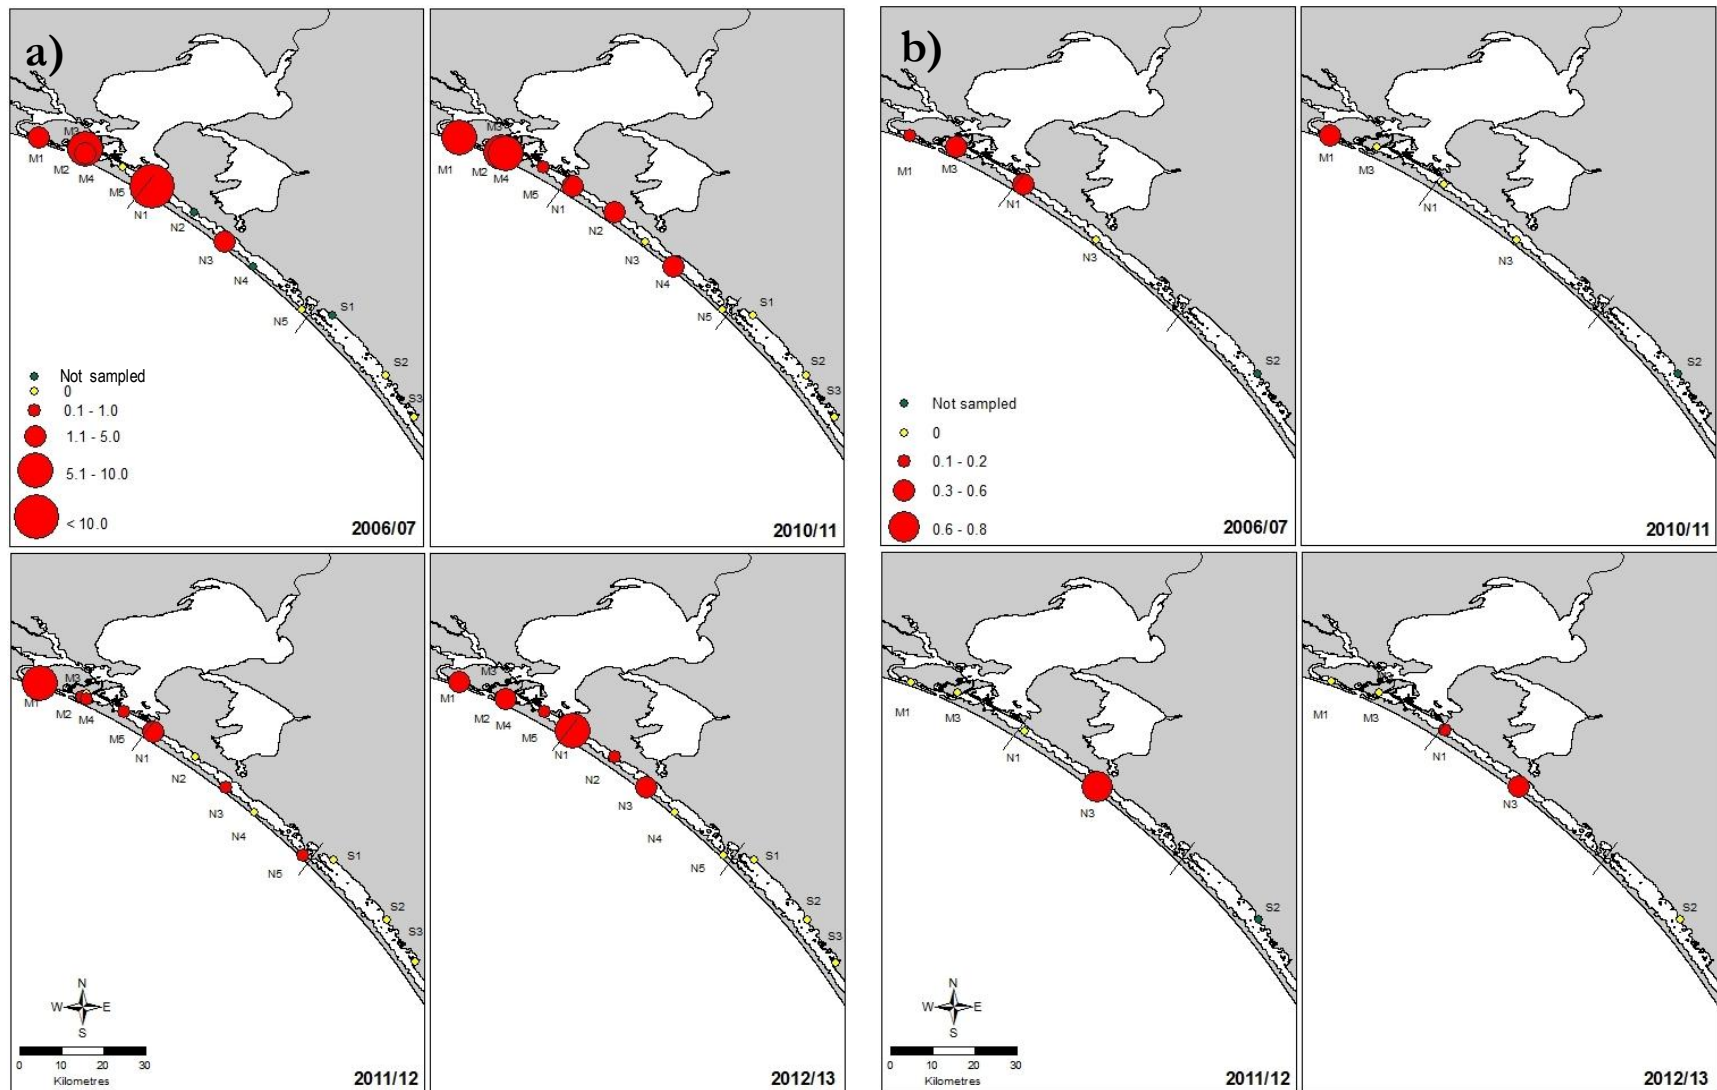 a)
M3
M1
M2
M4
M5
N1
N2
N3
N4
N5
S1
S2
S3
Not sampled
0
0.1 - 1.0
1.1 - 5.0
5.1 - 10.0
< 10.0
2006/07
M3
M1
M2
M4
M5
N1
N2
N3
N4
N5
S1
S2
S3
2010/11
b)
M1
M3
N1
N3
S2
Not sampled
0
0.1 - 0.2
0.3 - 0.6
0.6 - 0.8
2006/07
M1
M3
N1
N3
S2
2010/11
M3
M1
M2
M4
M5
N1
N2
N3
N4
N5
S1
S2
S3
N
W E
S
0 10 20 30
Kilometres
2011/12
M3
M1
M2
M4
M5
N1
N2
N3
N4
N5
S1
S2
S3
2012/13
M1
M3
N1
N3
S2
N
W E
S
0 10 20 30
Kilometres
2011/12
M1
M3
N1
N3
S2
2012/13